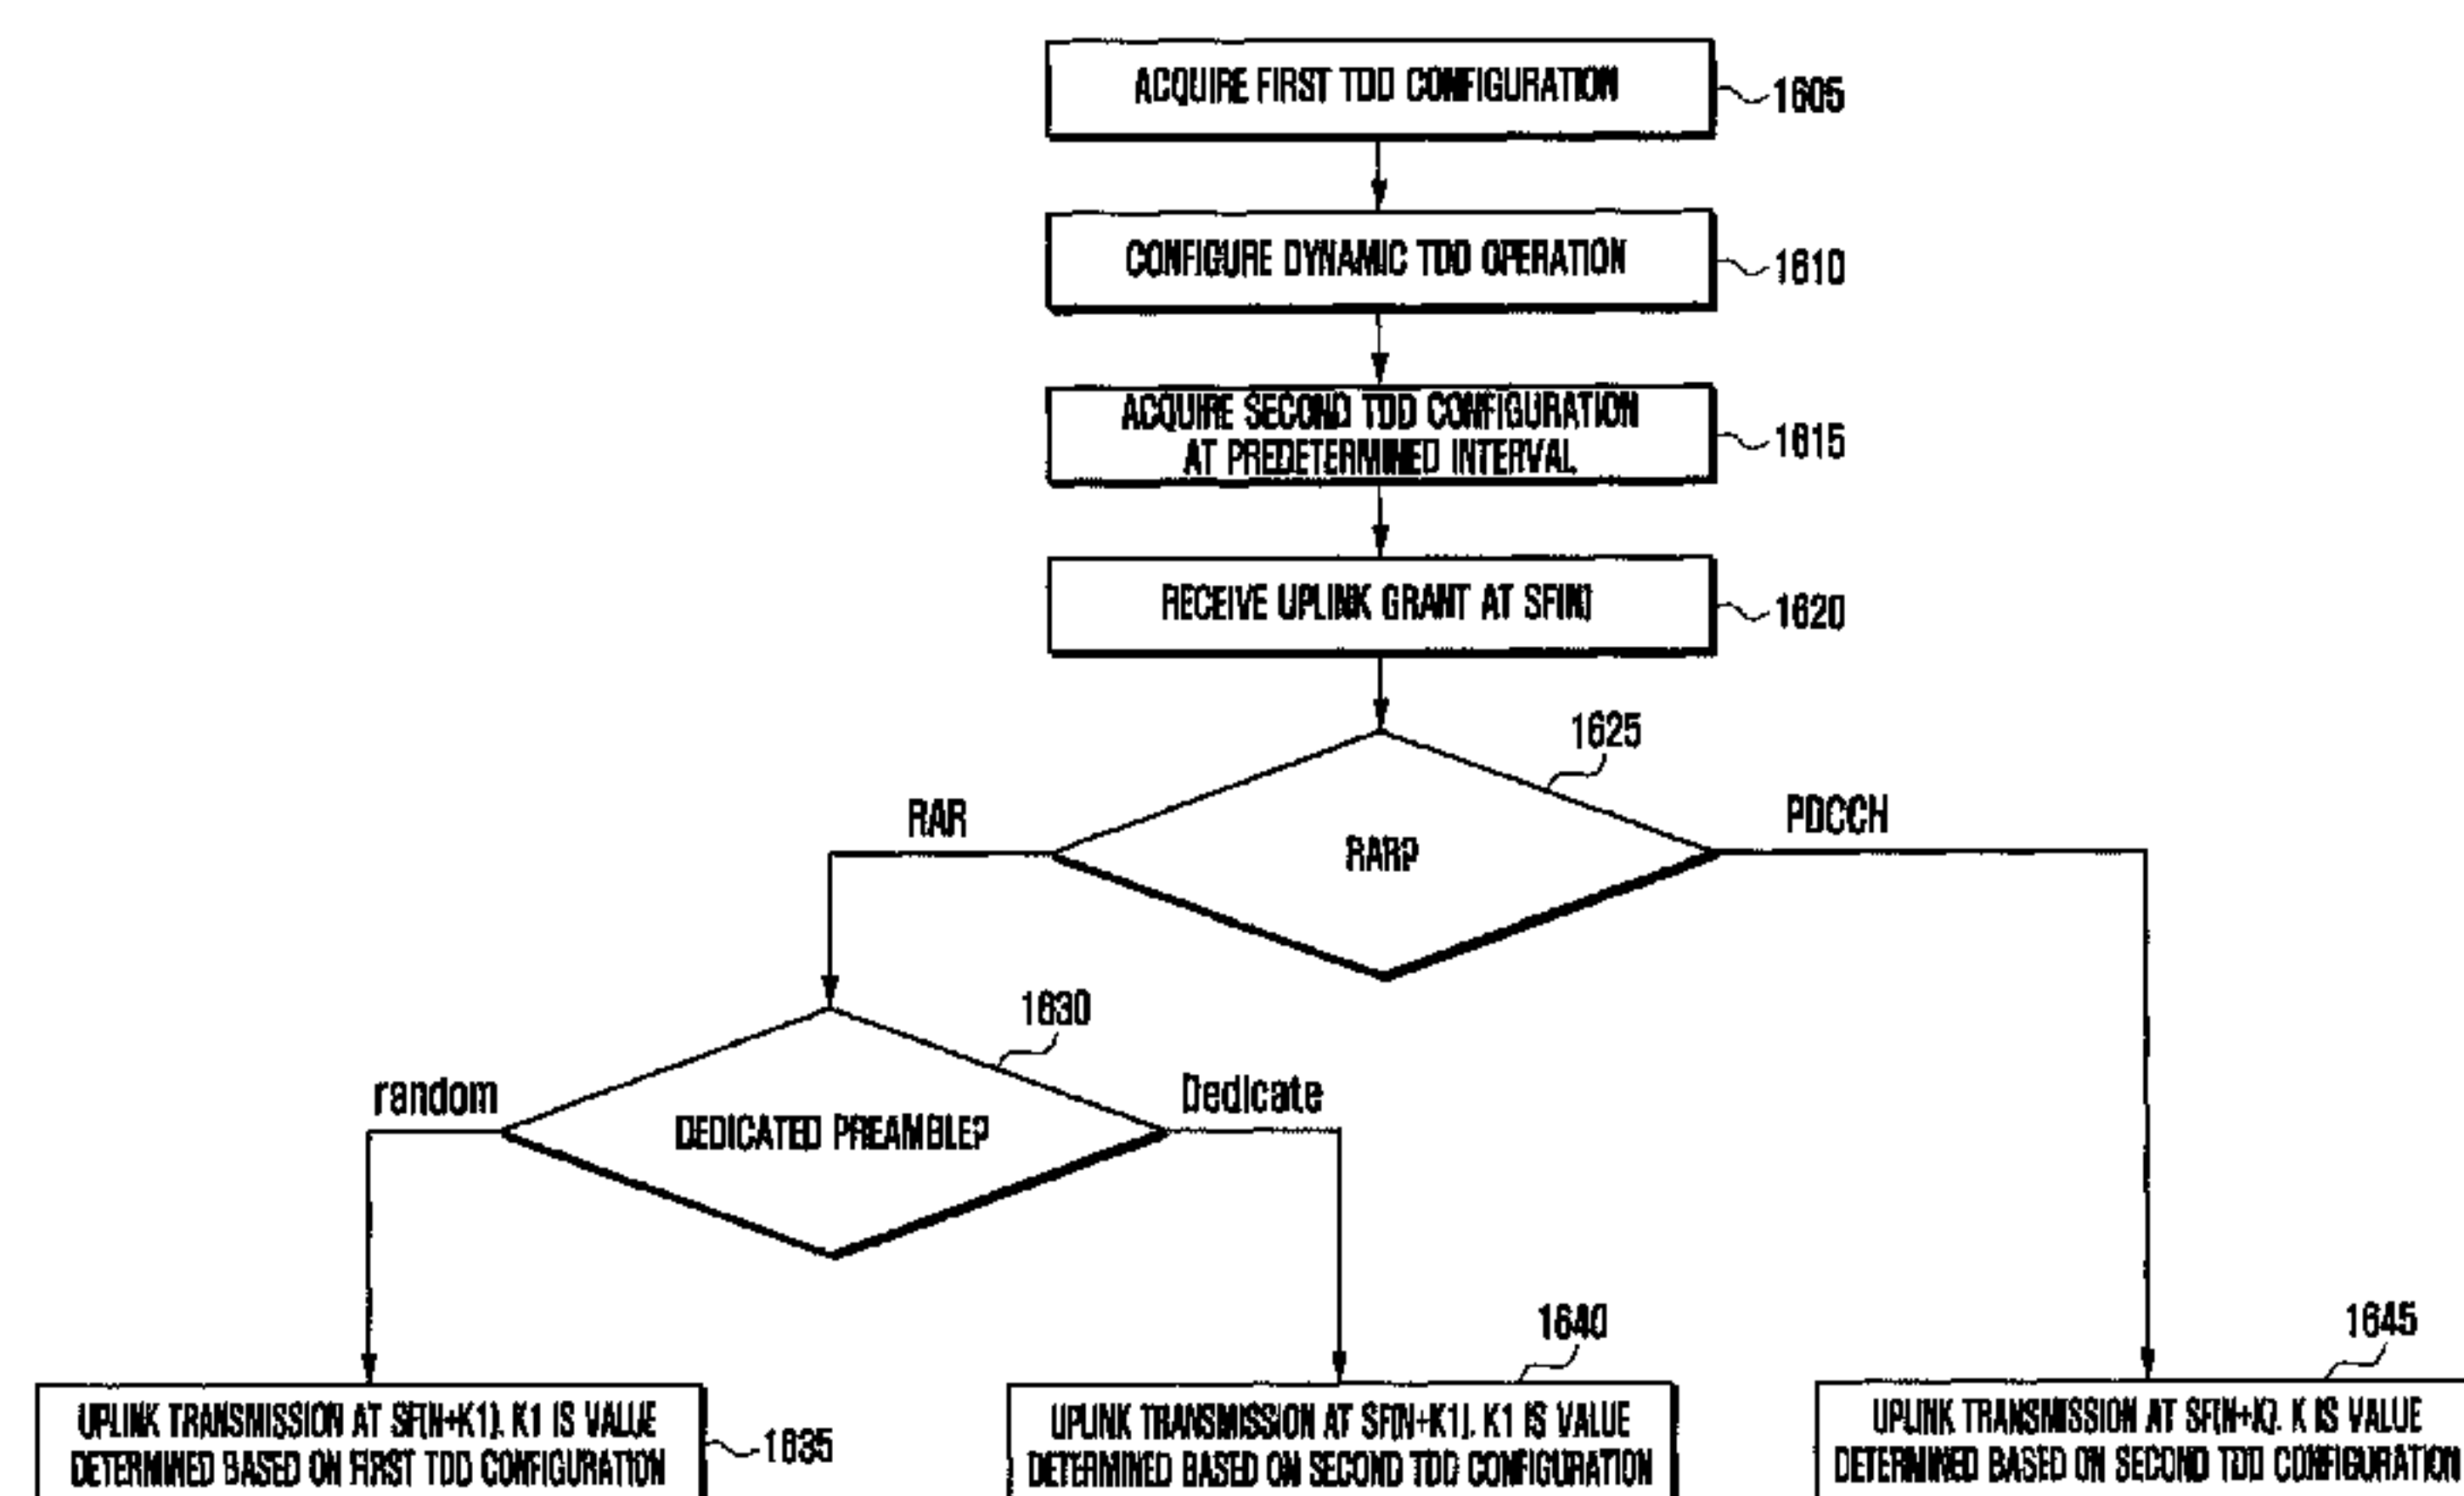 ACQUIRE FIRST TDD CONFIGURATION
1605
CONFIGURE DYNAMIC TDD OPERATION
1610
ACQUIRE SECOND TDD CONFIGURATION
AT PREDETERMINED INTERVAL
1615
RECEIVE UPLINK GRANT AT SF[N]
1620
1625
RAR
PDCCH
RAR?
1630
random
Dedicate
DEDICATED PREAMBLE?
1640
1645
UPLINK TRANSMISSION AT SF[N+K1]. K1 IS VALUE
DETERMINED BASED ON FIRST TDD CONFIGURATION
1635
UPLINK TRANSMISSION AT SF[N+K1]. K1 IS VALUE
DETERMINED BASED ON SECOND TDD CONFIGURATION
UPLINK TRANSMISSION AT SF[N+K]. K IS VALUE
DETERMINED BASED ON SECOND TDD CONFIGURATION